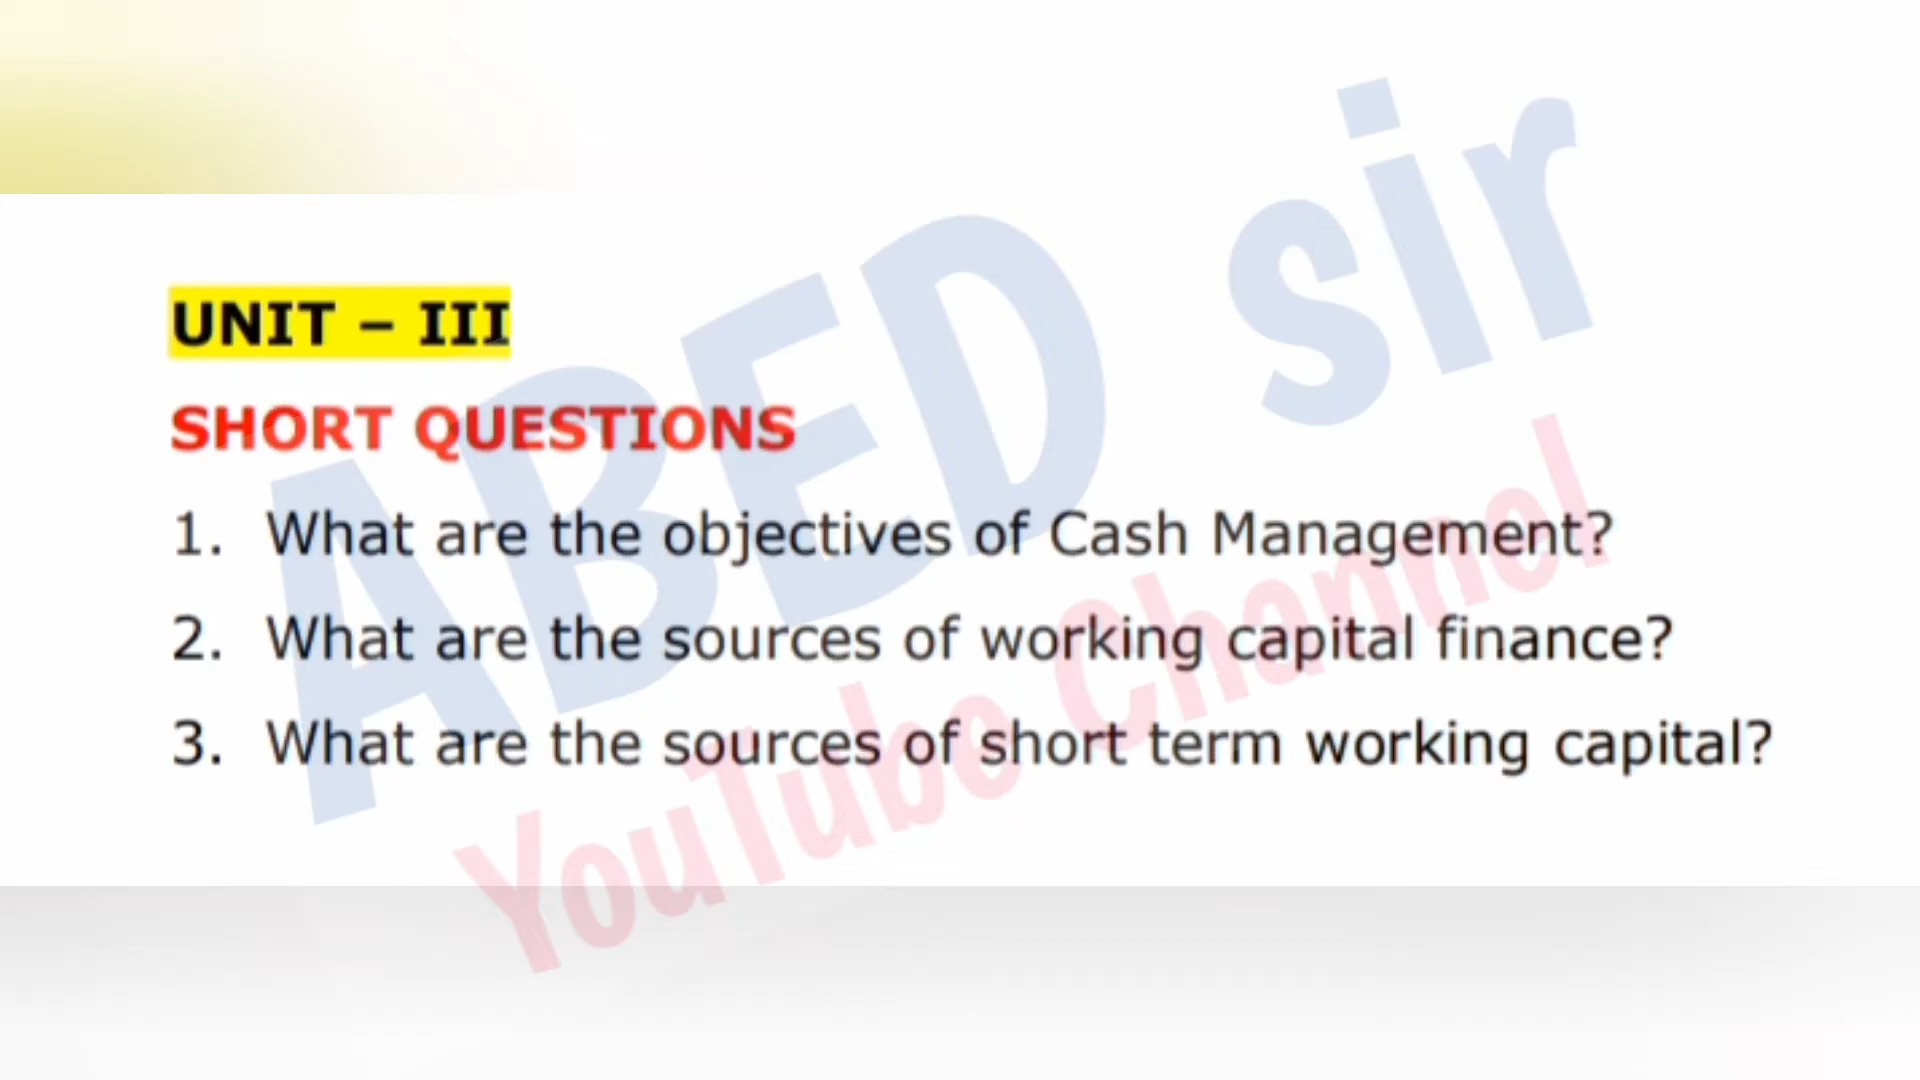 UNIT – III
SHORT QUESTIONS
1. What are the objectives of Cash Management?
2. What are the sources of working capital finance?
3. What are the sources of short term working capital?
ABED sir
YouTube Channel